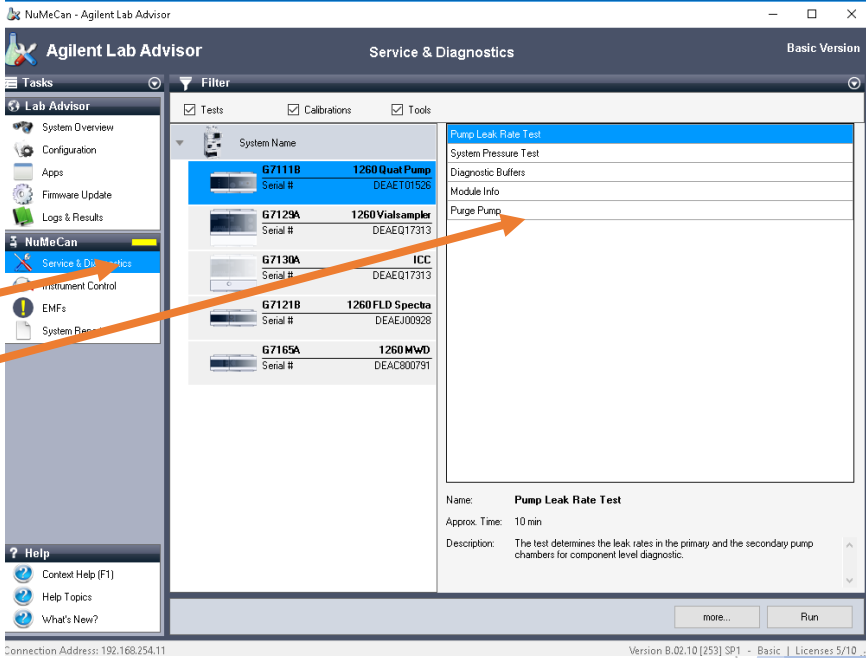 NuMeCan - Agilent Lab Advisor
Agilent Lab Advisor
Service & Diagnostics
Basic Version
Tasks
Filter
Tests
Calibrations
Tools
Lab Advisor
System Overview
Configuration
Apps
Firmware Update
Logs & Results
NuMeCan
Service & Diagnostics
Instrument Control
EMFs
System Report
System Name
G7111B 1260 Quat Pump
Serial # DEAET01526
G7129A 1260 Vialsampler
Serial # DEAEQ17313
G7130A ICC
Serial # DEAEQ17313
G7121B 1260 FLD Spectra
Serial # DEAEJ00928
G7165A 1260 MWD
Serial # DEAC800791
Pump Leak Rate Test
System Pressure Test
Diagnostic Buffers
Module Info
Purge Pump
Name: Pump Leak Rate Test
Approx. Time: 10 min
Description: The test determines the leak rates in the primary and the secondary pump
chambers for component level diagnostic.
? Help
Context Help (F1)
Help Topics
What's New?
more...
Run
Connection Address: 192.168.254.11
Version B.02.10 [253] SP1 - Basic | Licenses 5/10